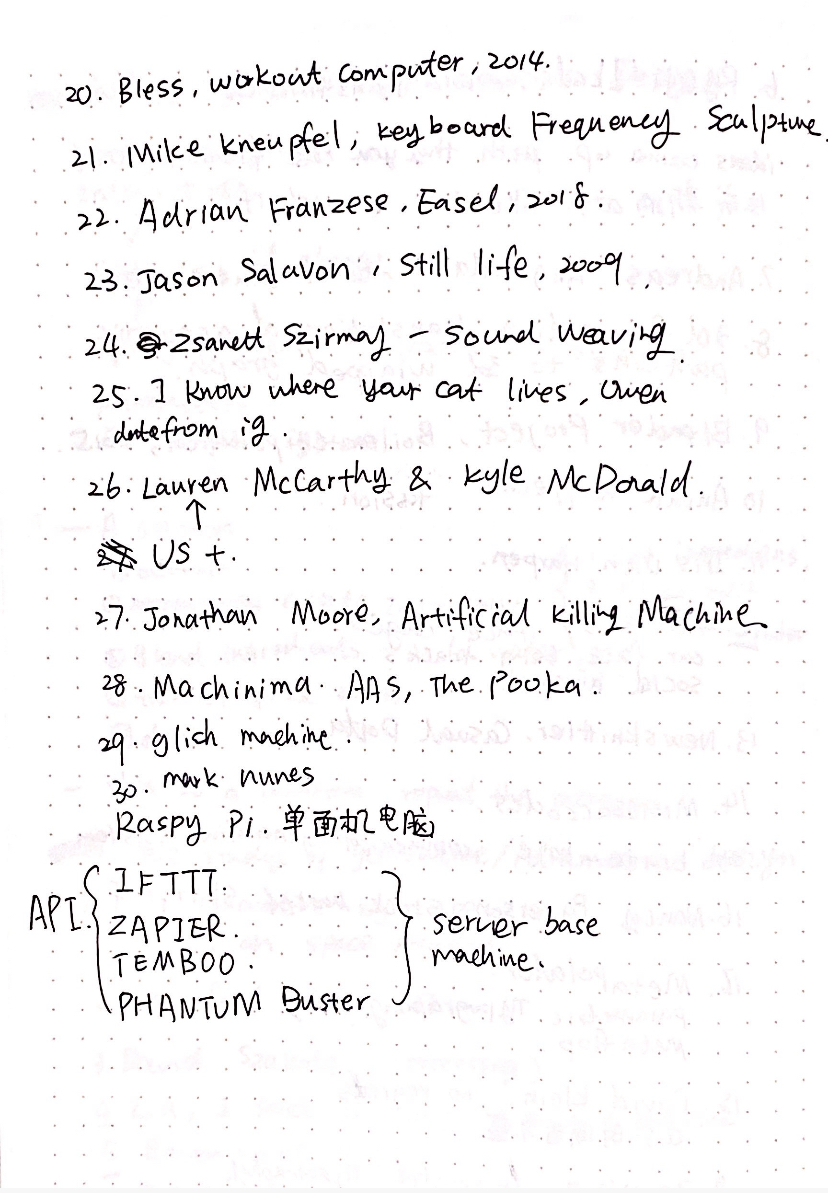 20. Bless, workout computer, 2014.
21. Mike kneupfel, keyboard Frequency Sculpture
22. Adrian Franzese, Easel, 2018.
23. Jason Salavon, Still life, 2009.
24. Zsanett Szirmay - Sound Weaving.
25. I know where your cat lives, Owen
date from ig.
26. Lauren McCarthy & Kyle McDonald.
↑
US +.
27. Jonathan Moore, Artificial killing Machine
28. Machinima. AAS, The Pooka.
29. glich machine.
30. mark nunes
Raspy Pi. 单面机电脑
API. { IFTTT.
ZAPIER.
TEMBOO.
PHANTUM Buster } server base
machine.